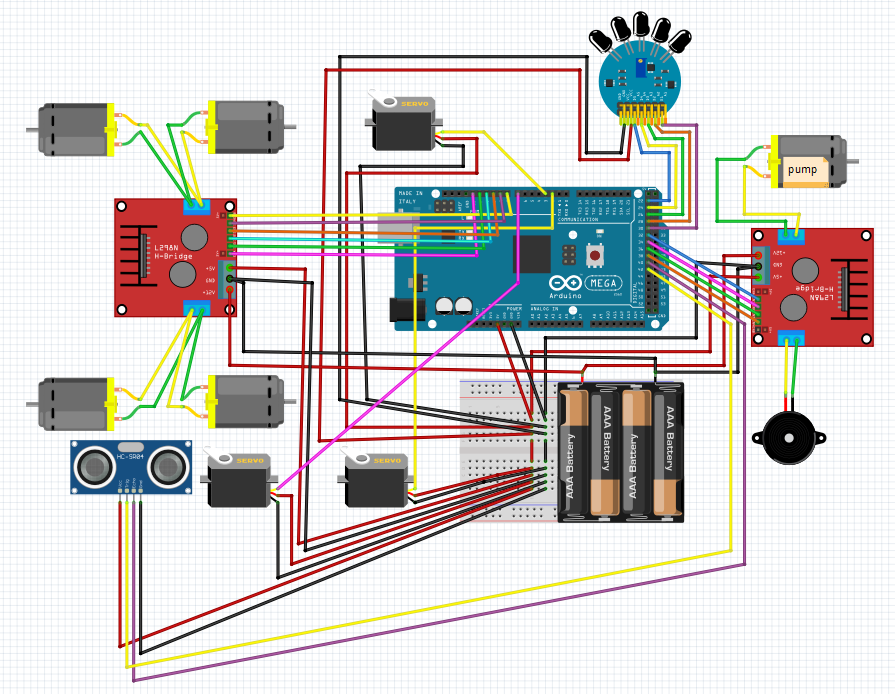 SERVO
MADE IN
ITALY
COMMUNICATION
pump
L298N
H-Bridge
+5V
GND
+12V
+12V
GND
+5V
L298N
H-Bridge
MEGA
Arduino
DIGITAL
POWER
ANALOG IN
HC-SR04
SERVO
SERVO
AAA Battery
AAA Battery
AAA Battery
AAA Battery